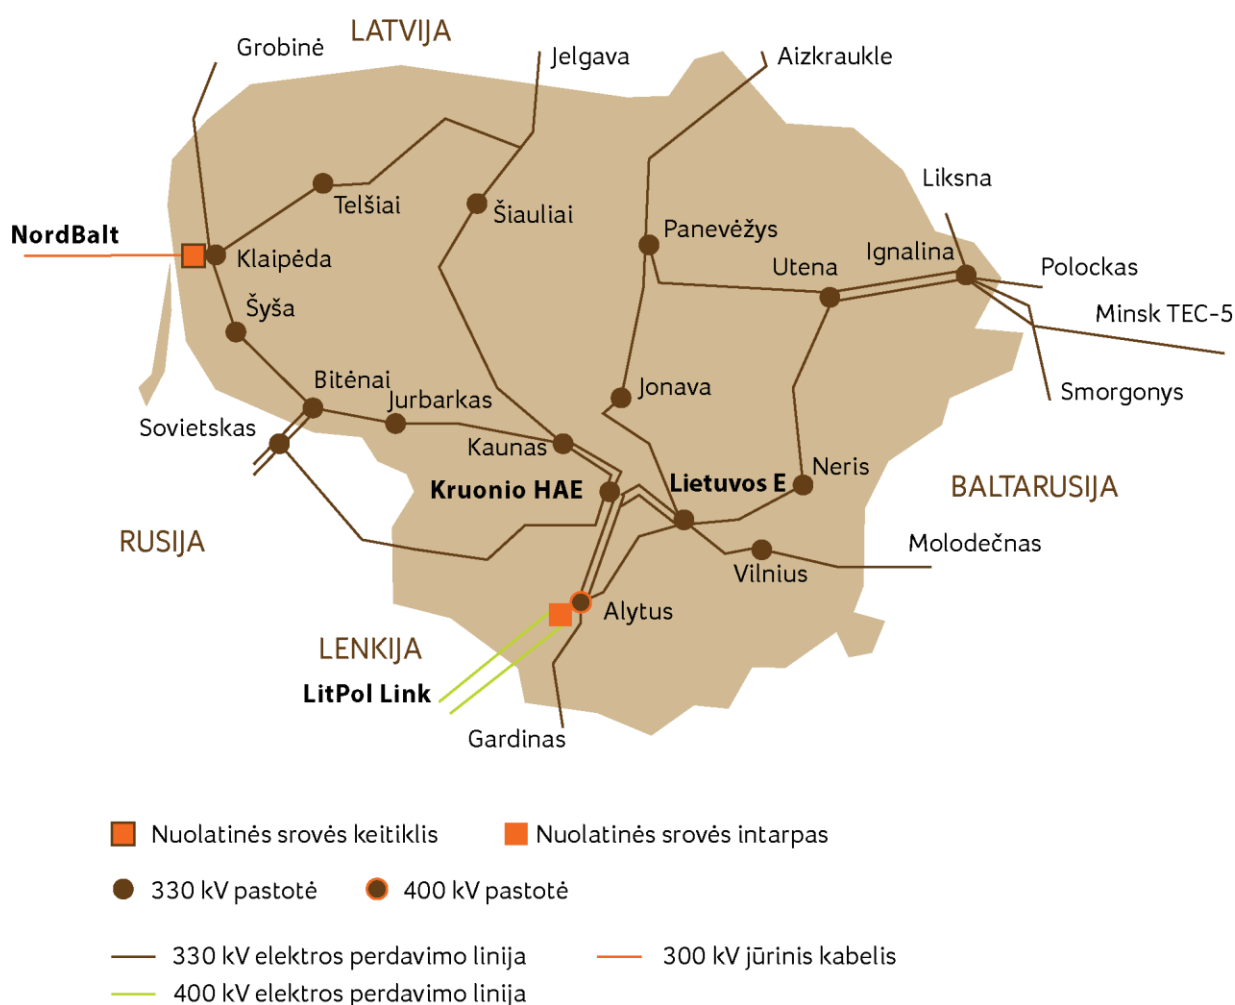 LATVIJA
Grobinė
Jelgava
Aizkraukle
Liksna
Telšiai
Šiauliai
Panevėžys
NordBalt
Klaipėda
Utena
Ignalina
Polockas
Šyša
Minsk TEC-5
Bitėnai
Jurbarkas
Jonava
Smorgonys
Sovietskas
Kaunas
Neris
Kruonio HAE
Lietuvos E
BALTARUSIJA
RUSIJA
Molodečnas
Vilnius
Alytus
LENKIJA
LitPol Link
Gardinas
Nuolatinės srovės keitiklis
Nuolatinės srovės intarpas
330 kV pastotė
400 kV pastotė
330 kV elektros perdavimo linija
300 kV jūrinis kabelis
400 kV elektros perdavimo linija